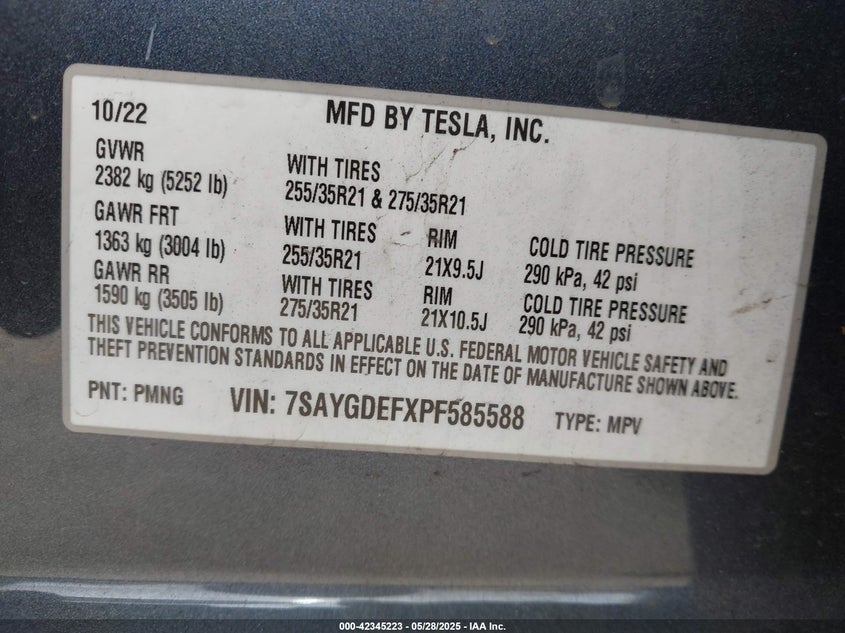 10/22 MFD BY TESLA, INC.
GVWR WITH TIRES
2382 kg (5252 lb) 255/35R21 & 275/35R21
GAWR FRT WITH TIRES RIM COLD TIRE PRESSURE
1363 kg (3004 lb) 255/35R21 21X9.5J 290 kPa, 42 psi
GAWR RR WITH TIRES RIM COLD TIRE PRESSURE
1590 kg (3505 lb) 275/35R21 21X10.5J 290 kPa, 42 psi
THIS VEHICLE CONFORMS TO ALL APPLICABLE U.S. FEDERAL MOTOR VEHICLE SAFETY AND
THEFT PREVENTION STANDARDS IN EFFECT ON THE DATE OF MANUFACTURE SHOWN ABOVE.
PNT: PMNG VIN: 7SAYGDEFXPF585588 TYPE: MPV
000-42345223 — 05/28/2025 - IAA Inc.